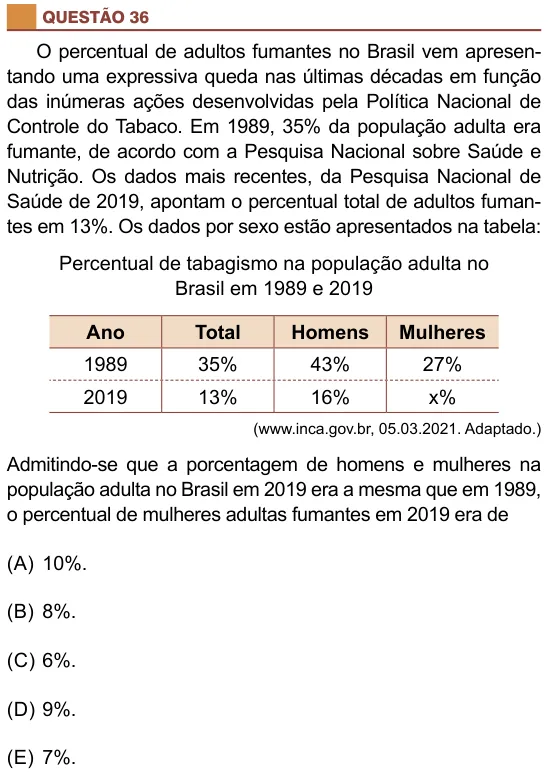 QUESTÃO 36
O percentual de adultos fumantes no Brasil vem apresen-
tando uma expressiva queda nas últimas décadas em função
das inúmeras ações desenvolvidas pela Política Nacional de
Controle do Tabaco. Em 1989, 35% da população adulta era
fumante, de acordo com a Pesquisa Nacional sobre Saúde e
Nutrição. Os dados mais recentes, da Pesquisa Nacional de
Saúde de 2019, apontam o percentual total de adultos fuman-
tes em 13%. Os dados por sexo estão apresentados na tabela:
Percentual de tabagismo na população adulta no
Brasil em 1989 e 2019
Ano Total Homens Mulheres
1989 35% 43% 27%
2019 13% 16% x%
(www.inca.gov.br, 05.03.2021. Adaptado.)
Admitindo-se que a porcentagem de homens e mulheres na
população adulta no Brasil em 2019 era a mesma que em 1989,
o percentual de mulheres adultas fumantes em 2019 era de
(A) 10%.
(B) 8%.
(C) 6%.
(D) 9%.
(E) 7%.